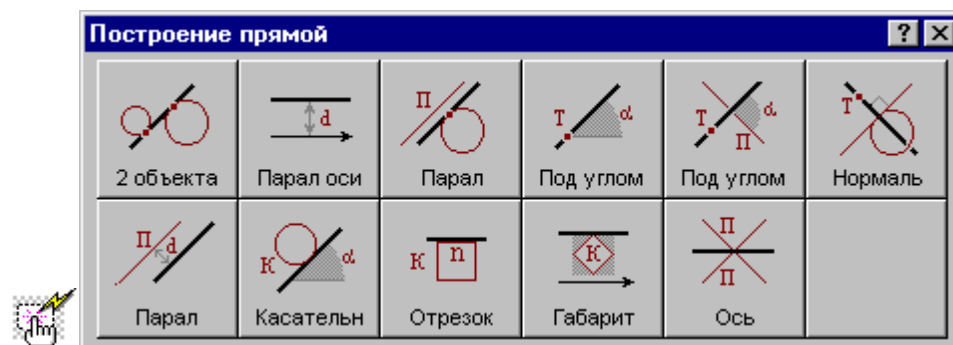 Построение прямой
2 объекта
d
Парал оси
П
Парал
Т α
Под углом
Т α П
Под углом
Т
Нормаль
П d
Парал
К α
Касательн
К n
Отрезок
К
Габарит
П
П
Ось